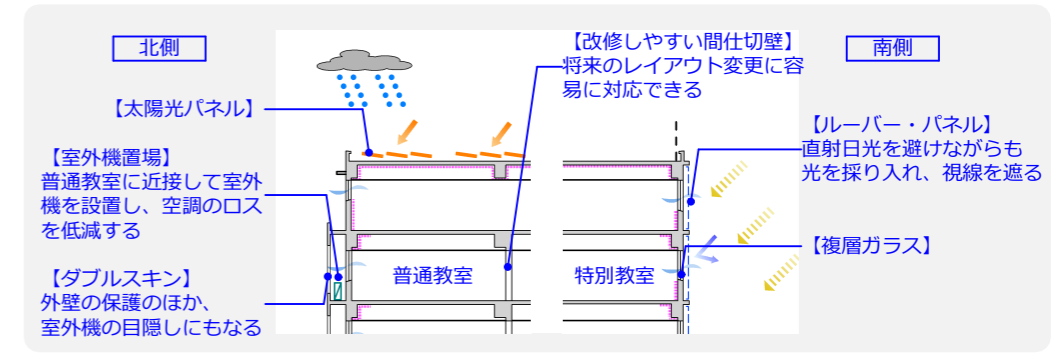 北側
【太陽光パネル】
【室外機置場】
普通教室に近接して室外
機を設置し、空調のロス
を低減する
【ダブルスキン】
外壁の保護のほか、
室外機の目隠しにもなる
【改修しやすい間仕切壁】
将来のレイアウト変更に容
易に対応できる
普通教室
特別教室
南側
【ルーバー・パネル】
直射日光を避けながらも
光を採り入れ、視線を遮る
【複層ガラス】